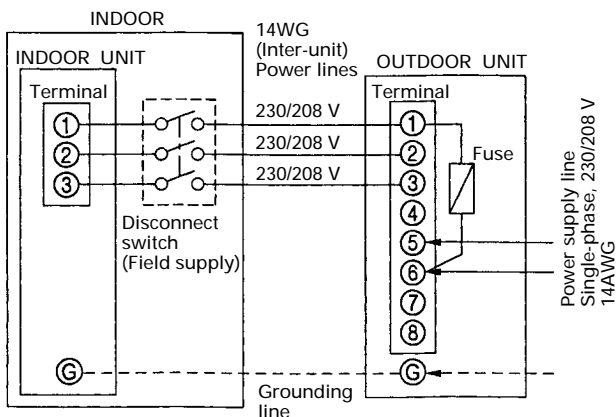 INDOOR
INDOOR UNIT
Terminal
1
2
3
G
Disconnect
switch
(Field supply)
14WG
(Inter-unit)
Power lines
230/208 V
230/208 V
230/208 V
Grounding
line
OUTDOOR UNIT
Terminal
1
2
3
4
5
6
7
8
G
Fuse
Power supply line
Single-phase, 230/208 V
14AWG